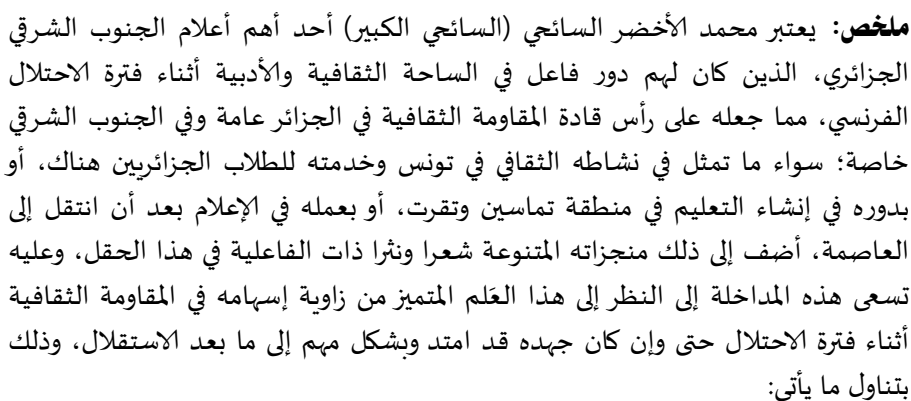 ملخص: يعتبر محمد الأخضر السائحي (السائحي الكبير) أحد أهم أعلام الجنوب الشرقي
الجزائري، الذين كان لهم دور فاعل في الساحة الثقافية والأدبية أثناء فترة الاحتلال
الفرنسي، مما جعله على رأس قادة المقاومة الثقافية في الجزائر عامة وفي الجنوب الشرقي
خاصة؛ سواء ما تمثل في نشاطه الثقافي في تونس وخدمته للطلاب الجزائريين هناك، أو
بدوره في إنشاء التعليم في منطقة تماسين وتقرت، أو بعمله في الإعلام بعد أن انتقل إلى
العاصمة، أضف إلى ذلك منجزاته المتنوعة شعرا ونثرا ذات الفاعلية في هذا الحقل، وعليه
تسعى هذه المداخلة إلى النظر إلى هذا العَلم المتميز من زاوية إسهامه في المقاومة الثقافية
أثناء فترة الاحتلال حتى وإن كان جهده قد امتد وبشكل مهم إلى ما بعد الاستقلال، وذلك
بتناول ما يأتي: